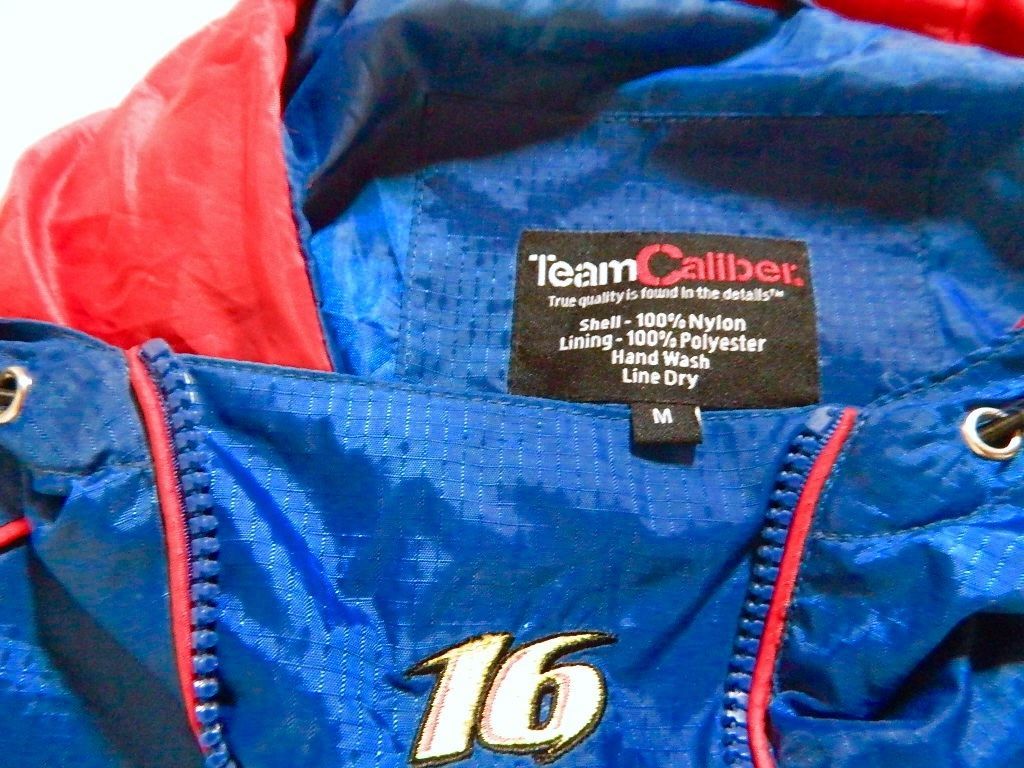 TeamCaliber.
True quality is found in the details™
Shell - 100% Nylon
Lining - 100% Polyester
Hand Wash
Line Dry
M
16